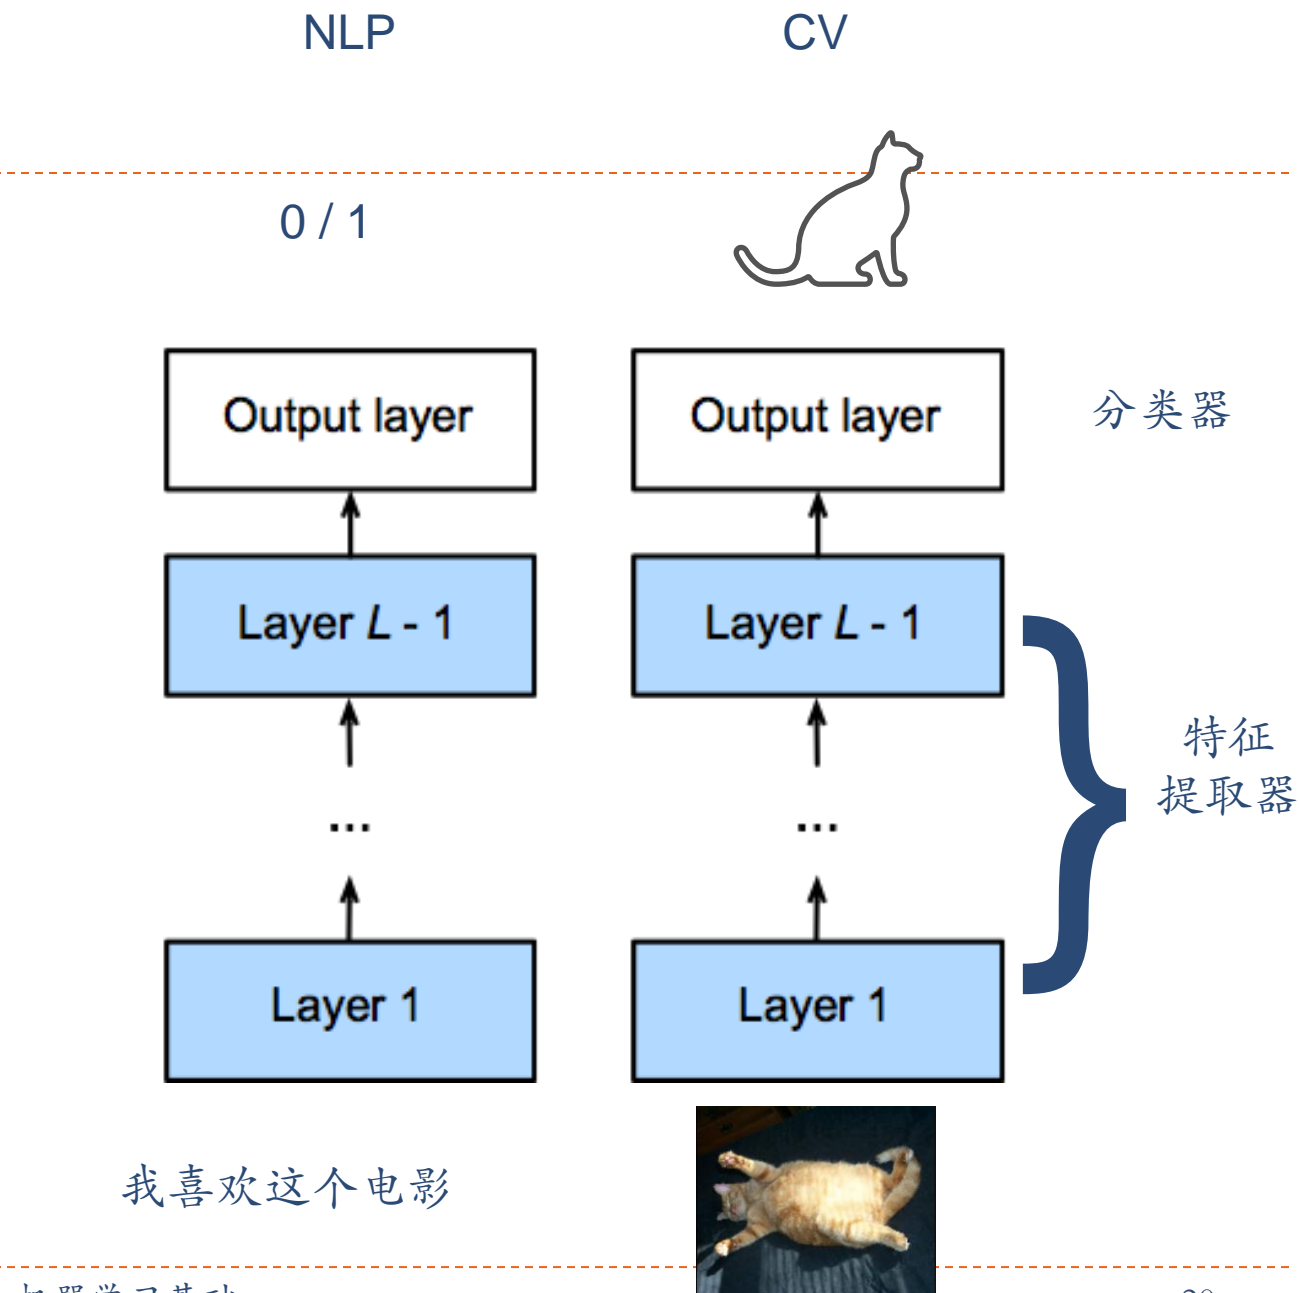 NLP
CV
0 / 1
Output layer
Output layer
分类器
Layer L - 1
Layer L - 1
特征
提取器
...
...
Layer 1
Layer 1
我喜欢这个电影